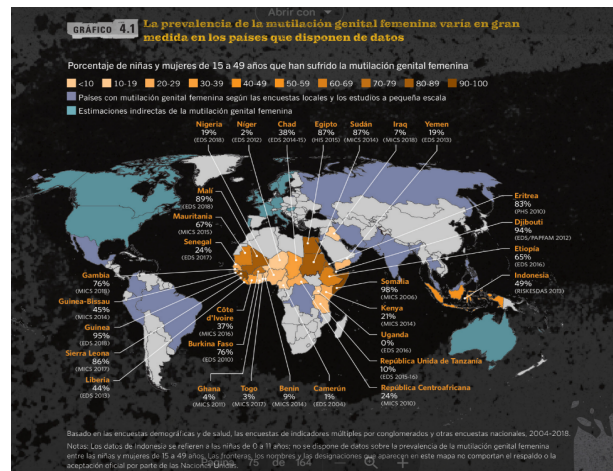 Abrir con
GRÁFICO 4.1
La prevalencia de la mutilación genital femenina varía en gran
medida en los países que disponen de datos
Porcentaje de niñas y mujeres de 15 a 49 años que han sufrido la mutilación genital femenina
<10 10-19 20-29 30-39 40-49 50-59 60-69 70-79 80-89 90-100
Países con mutilación genital femenina según las encuestas locales y los estudios a pequeña escala
Estimaciones indirectas de la mutilación genital femenina
Nigeria
19%
(EDS 2018)
Níger
2%
(EDS 2012)
Chad
38%
(EDS 2014-15)
Egipto
87%
(HIS 2015)
Sudán
87%
(MICS 2014)
Iraq
7%
(MICS 2018)
Yemen
19%
(EDS 2013)
Malí
89%
(EDS 2018)
Mauritania
67%
(MICS 2015)
Senegal
24%
(EDS 2017)
Gambia
76%
(MICS 2018)
Guinea-Bissau
45%
(MICS 2014)
Guinea
95%
(EDS 2018)
Sierra Leona
86%
(MICS 2017)
Liberia
44%
(EDS 2013)
Côte
d'Ivoire
37%
(MICS 2016)
Burkina Faso
76%
(EDS 2010)
Ghana
4%
(MICS 2011)
Togo
3%
(MICS 2017)
Benin
9%
(MICS 2014)
Camerún
1%
(EDS 2004)
Eritrea
83%
(PHS 2010)
Djibouti
94%
(EDS/PAPFAM 2012)
Etiopía
65%
(EDS 2016)
Indonesia
49%
(RISKESDAS 2013)
Somalia
98%
(MICS 2006)
Kenya
21%
(MICS 2014)
Uganda
0%
(EDS 2016)
República Unida de Tanzanía
10%
(EDS 2015-16)
República Centroafricana
24%
(MICS 2010)
Basado en las encuestas demográficas y de salud, las encuestas de indicadores múltiples por conglomerados y otras encuestas nacionales, 2004-2018.
Notas: Los datos de Indonesia se refieren a las niñas de 0 a 11 años; no se dispone de datos sobre la prevalencia de la mutilación genital femenina
entre las niñas y mujeres de 15 a 49 años. Las fronteras, los nombres y las designaciones que aparecen en este mapa no comportan el respaldo o la
aceptación oficial por parte de las Naciones Unidas.
Página 75 de 164